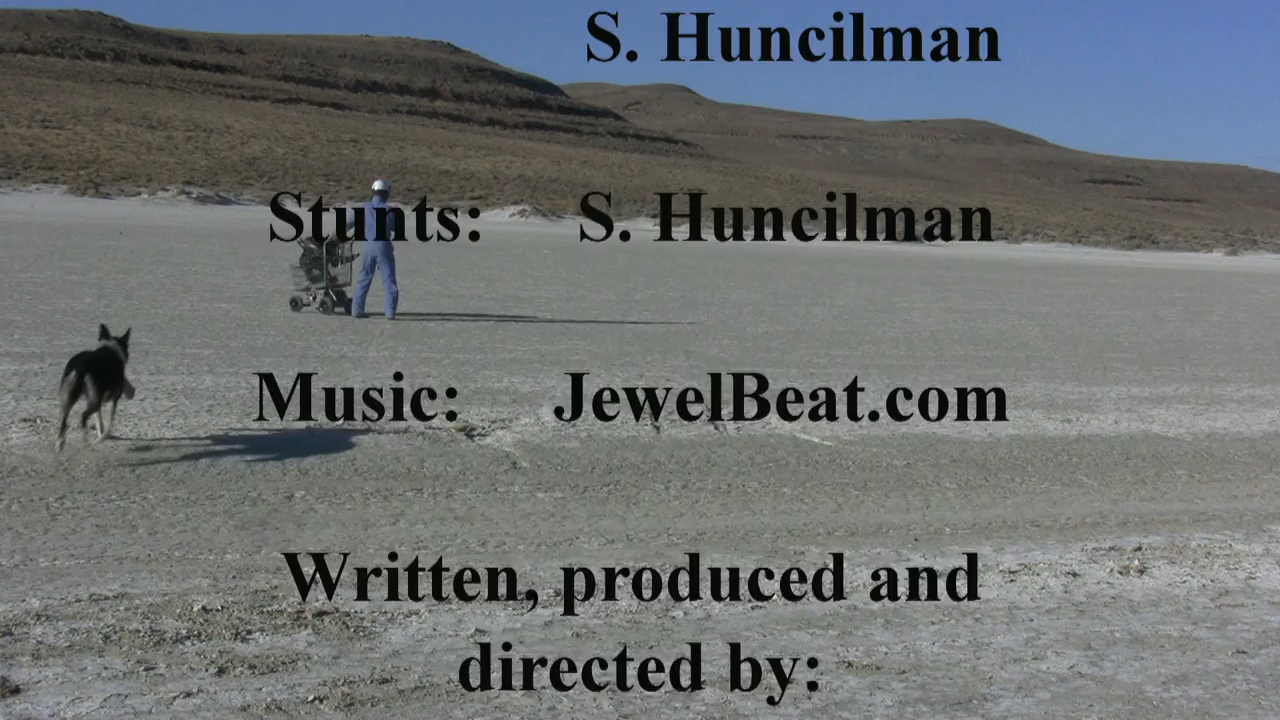 S. Huncilman
Stunts: S. Huncilman
Music: JewelBeat.com
Written, produced and
directed by: